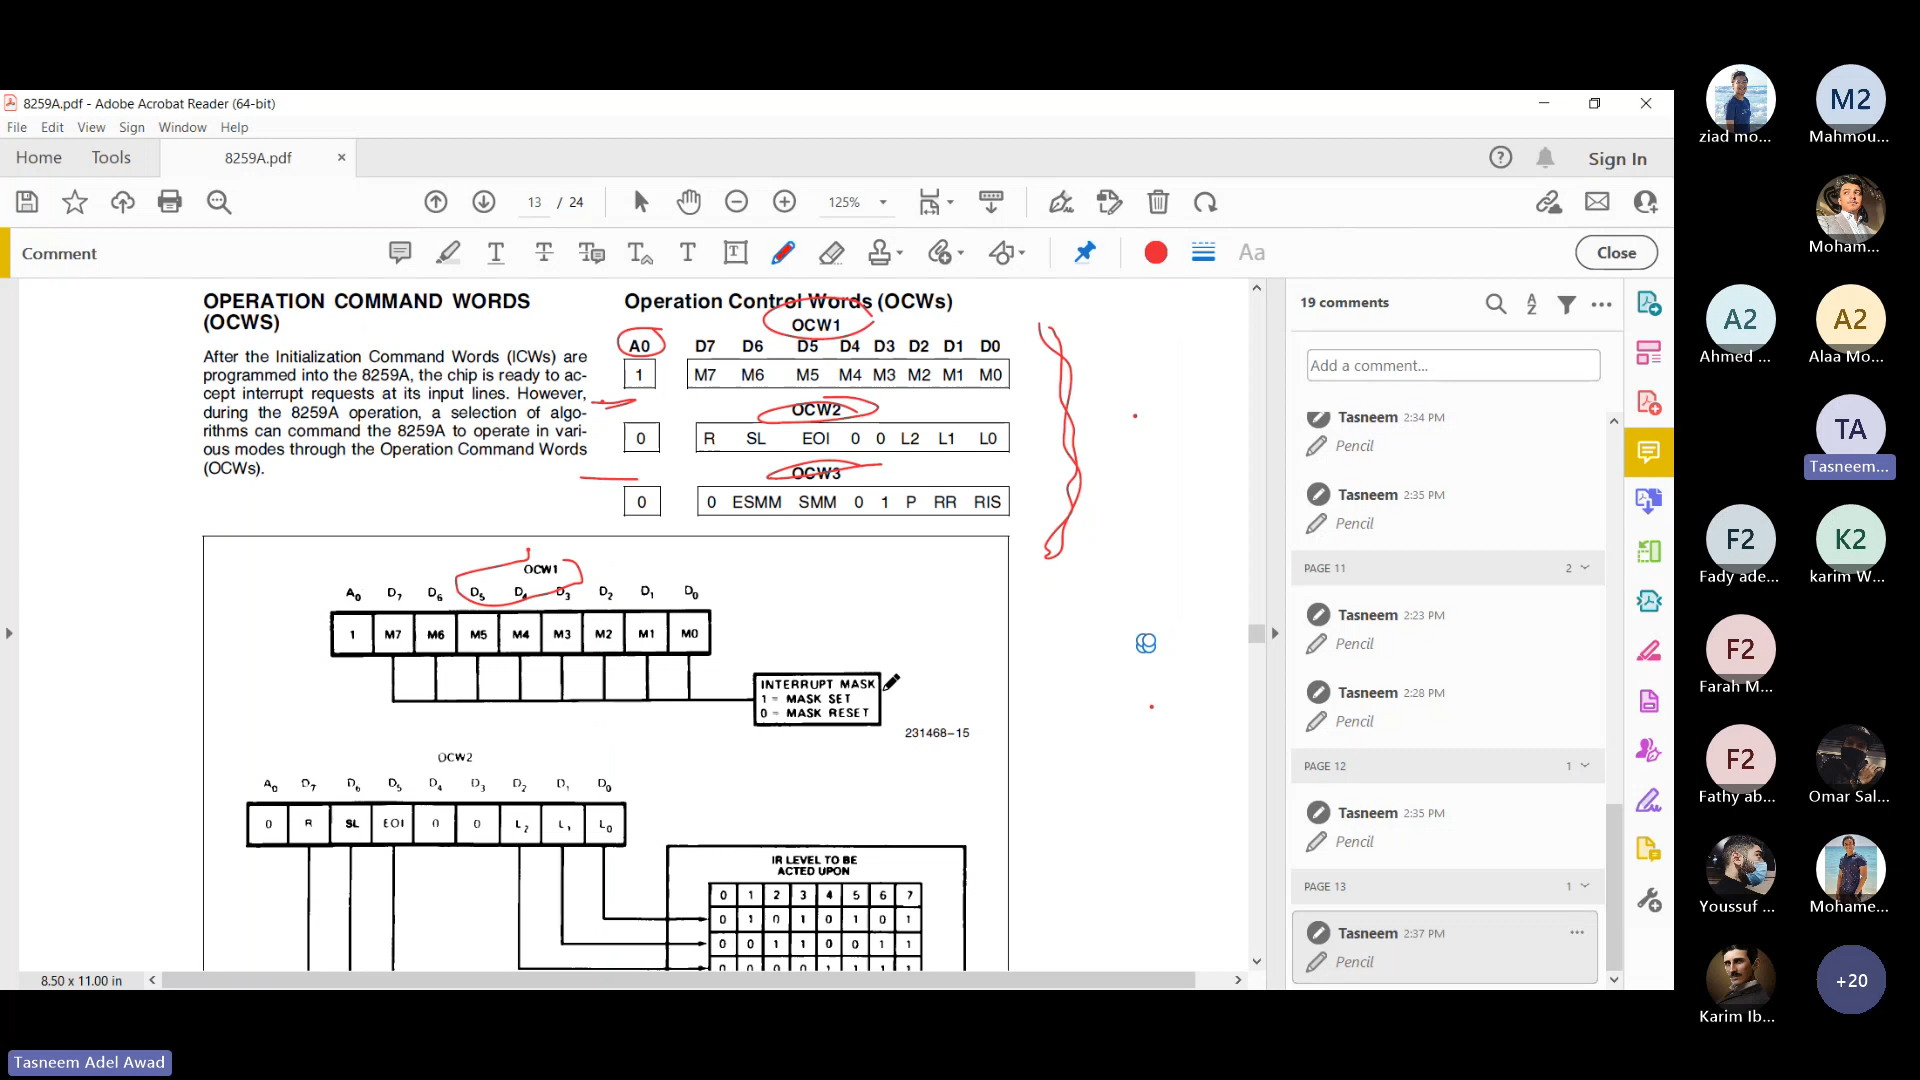 8259A.pdf - Adobe Acrobat Reader (64-bit)
File Edit View Sign Window Help
Home Tools 8259A.pdf × Sign In
13 / 24 125%
Comment Aa Close
OPERATION COMMAND WORDS
(OCWS)
After the Initialization Command Words (ICWs) are
programmed into the 8259A, the chip is ready to ac-
cept interrupt requests at its input lines. However,
during the 8259A operation, a selection of algo-
rithms can command the 8259A to operate in vari-
ous modes through the Operation Command Words
(OCWs).
Operation Control Words (OCWs)
OCW1
A0 D7 D6 D5 D4 D3 D2 D1 D0
1 M7 M6 M5 M4 M3 M2 M1 M0
OCW2
0 R SL EOI 0 0 L2 L1 L0
OCW3
0 0 ESMM SMM 0 1 P RR RIS
OCW1
A0 D7 D6 D5 D4 D3 D2 D1 D0
1 M7 M6 M5 M4 M3 M2 M1 M0
INTERRUPT MASK
1 = MASK SET
0 = MASK RESET
231468–15
OCW2
A0 D7 D6 D5 D4 D3 D2 D1 D0
0 R SL EOI 0 0 L2 L1 L0
IR LEVEL TO BE
ACTED UPON
0 1 2 3 4 5 6 7
0 1 0 1 0 1 0 1
0 0 1 1 0 0 1 1
0 0 0 0 1 1 1 1
8.50 x 11.00 in
19 comments
Add a comment...
Tasneem 2:34 PM
Pencil
Tasneem 2:35 PM
Pencil
PAGE 11 2
Tasneem 2:23 PM
Pencil
Tasneem 2:28 PM
Pencil
PAGE 12 1
Tasneem 2:35 PM
Pencil
PAGE 13 1
Tasneem 2:37 PM
Pencil
ziad mo...
M2
Mahmou...
Moham...
A2
Ahmed ...
A2
Alaa Mo...
TA
Tasneem...
F2
Fady ade...
K2
karim W...
F2
Farah M...
F2
Fathy ab...
Omar Sal...
Youssuf ...
Mohame...
Karim Ib...
+20
Tasneem Adel Awad